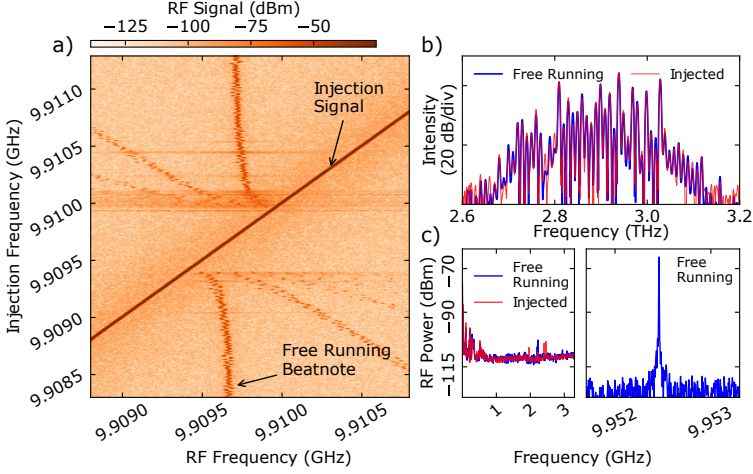 RF Signal (dBm)
−125 −100 −75 −50
a)
Injection
Signal
Free Running
Beatnote
Injection Frequency (GHz)
9.9110
9.9105
9.9100
9.9095
9.9090
9.9085
9.9090 9.9095 9.9100 9.9105
RF Frequency (GHz)
b)
Free Running Injected
Intensity
(20 dB/div)
2.6 2.8 3.0 3.2
Frequency (THz)
c)
Free
Running
Injected
Free
Running
RF Power (dBm)
−70
−90
−115
1 2 3
9.952 9.953
Frequency (GHz)